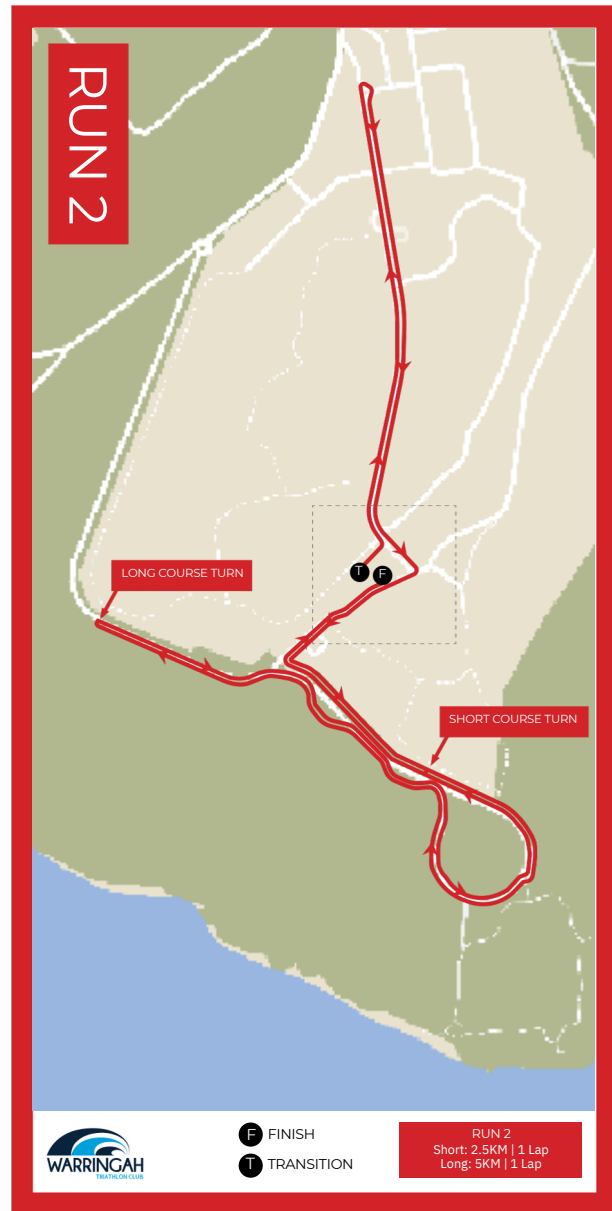 RUN 2
LONG COURSE TURN
T
F
SHORT COURSE TURN
WARRINGAH
TRIATHLON CLUB
F FINISH
T TRANSITION
RUN 2
Short: 2.5KM | 1 Lap
Long: 5KM | 1 Lap